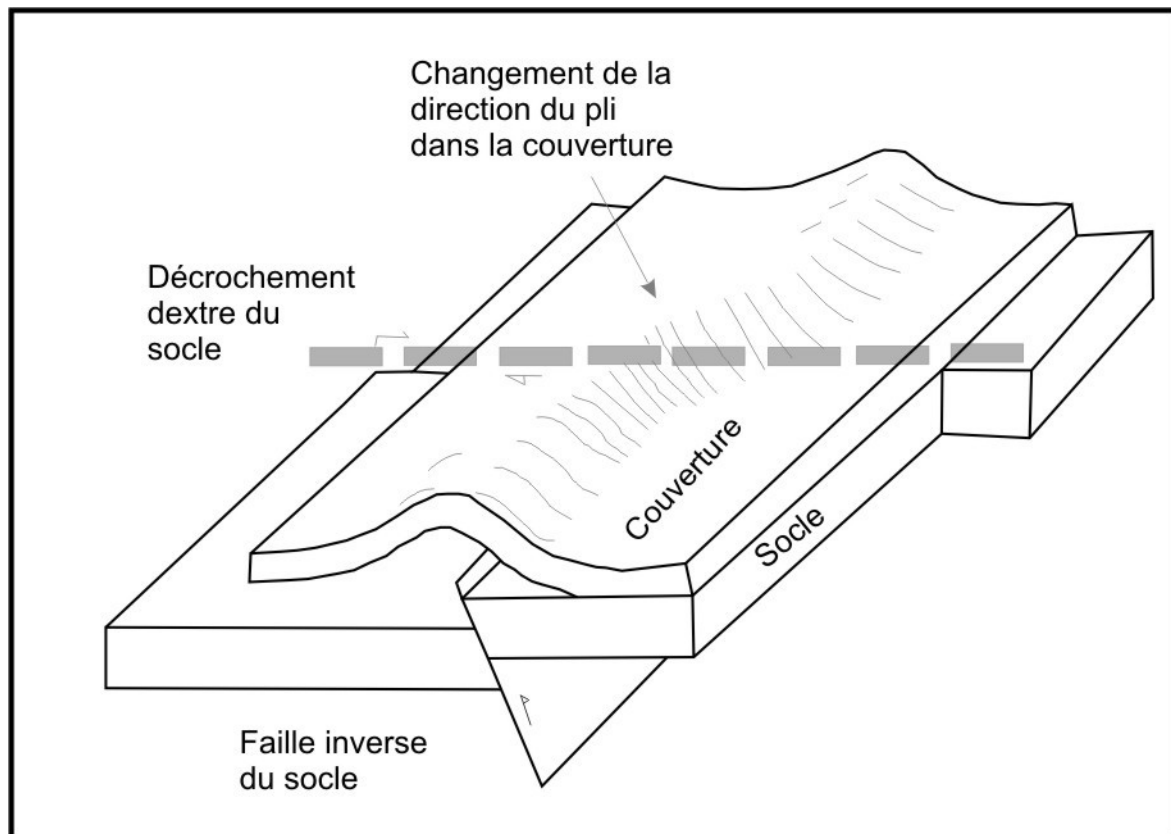 Changement de la
direction du pli
dans la couverture
Décrochement
dextre du
socle
Couverture
Socle
Faille inverse
du socle